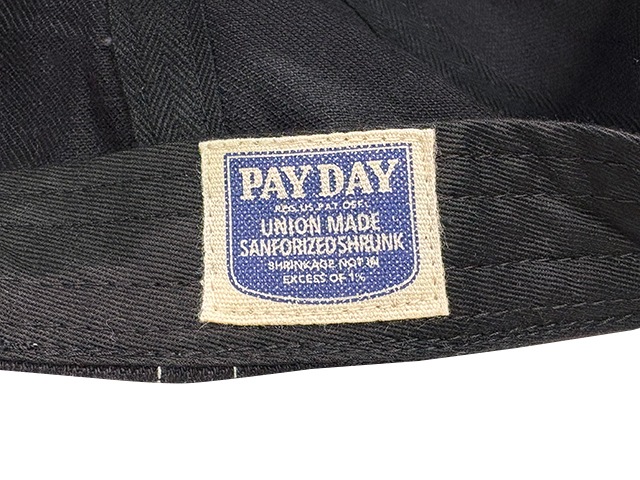 PAY DAY
REG. U.S. PAT. OFF.
UNION MADE
SANFORIZED SHRUNK
SHRINKAGE NOT IN
EXCESS OF 1%